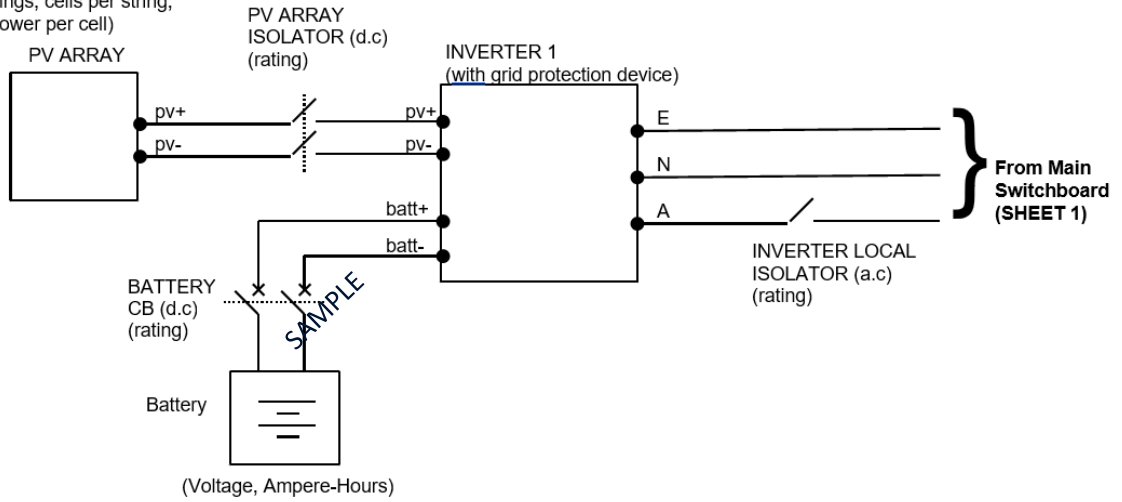 ings, cells per string,
ower per cell)
PV ARRAY
PV ARRAY
ISOLATOR (d.c)
(rating)
INVERTER 1
(with grid protection device)
pv+
pv-
pv+
pv-
batt+
batt-
E
N
A
From Main
Switchboard
(SHEET 1)
INVERTER LOCAL
ISOLATOR (a.c)
(rating)
BATTERY
CB (d.c)
(rating)
SAMPLE
Battery
(Voltage, Ampere-Hours)